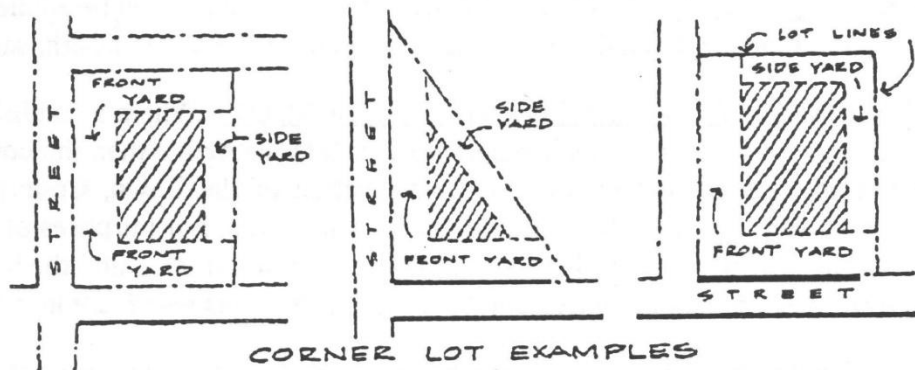 FRONT
YARD
STREET
SIDE
YARD
FRONT
YARD
STREET
SIDE
YARD
FRONT YARD
LOT LINES
SIDE YARD
FRONT YARD
STREET
CORNER LOT EXAMPLES